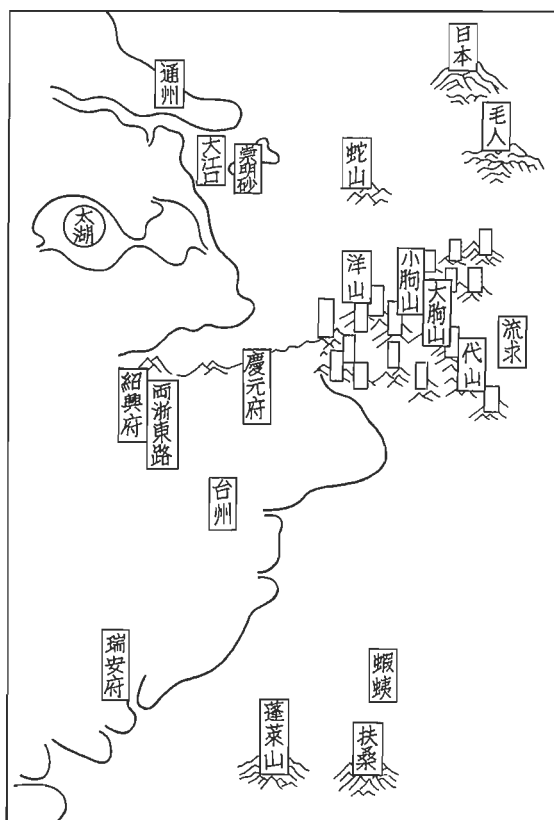 日本
通州
毛人
大江口
崇明砂
蛇山
太湖
洋山
小朐山
大朐山
流求
代山
慶元府
紹興府
両浙東路
台州
瑞安府
蝦蛦
蓬萊山
扶桑